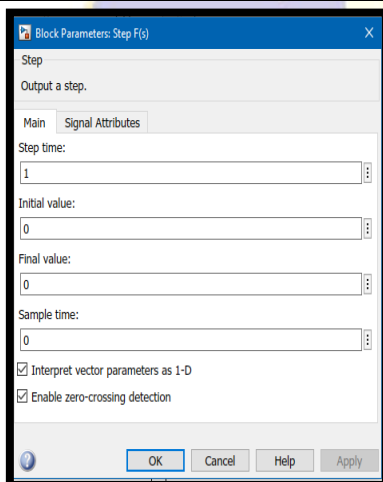 Block Parameters: Step F(s)
Step
Output a step.
Main Signal Attributes
Step time:
1
Initial value:
0
Final value:
0
Sample time:
0
Interpret vector parameters as 1-D
Enable zero-crossing detection
OK Cancel Help Apply